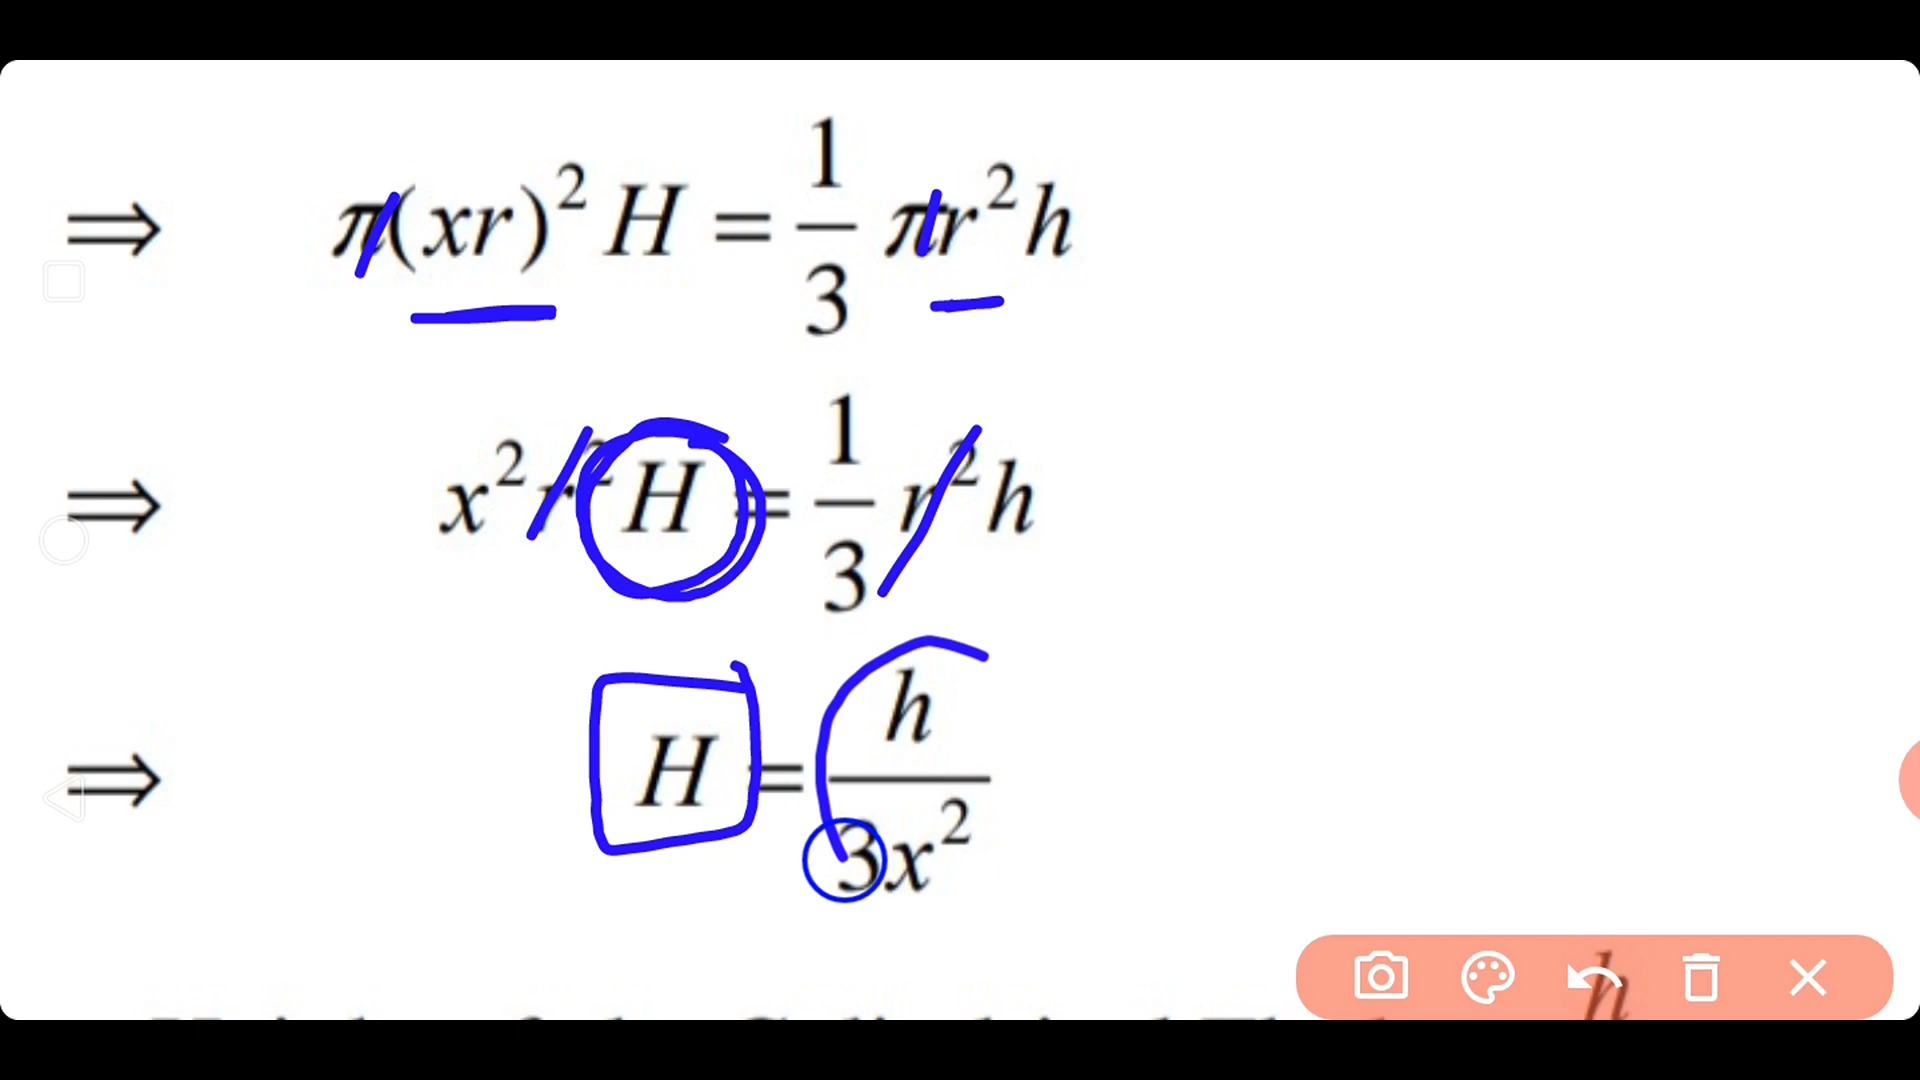 ⇒ π(xr)² H = 1/3 πr²h
⇒ x²r²H = 1/3 r²h
⇒ H = h/3x²
h